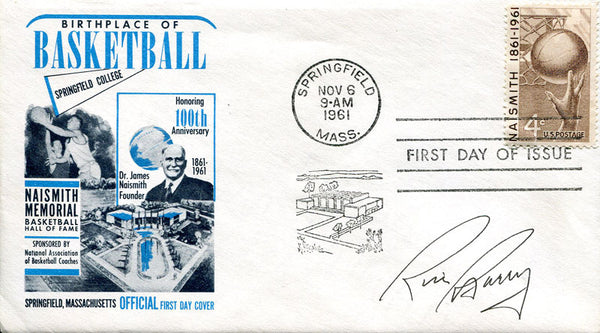 BIRTHPLACE OF
BASKETBALL
SPRINGFIELD COLLEGE
Honoring
100th
Anniversary
1861-
1961
Dr. James
Naismith
Founder
NAISMITH
MEMORIAL
BASKETBALL
HALL OF FAME
SPONSORED BY
National Association
of Basketball Coaches
SPRINGFIELD, MASSACHUSETTS OFFICIAL FIRST DAY COVER
SPRINGFIELD
NOV 6
9-AM
1961
MASS.
NAISMITH 1861-1961
4¢
U.S. POSTAGE
FIRST DAY OF ISSUE
Rick Barry